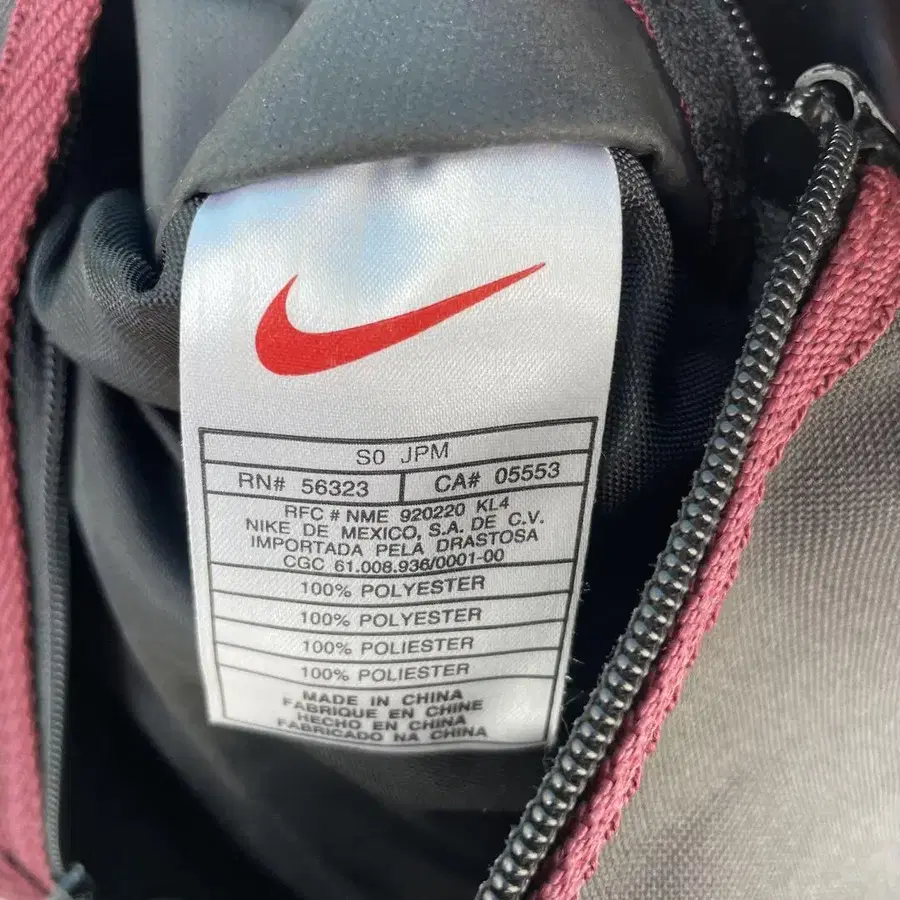 S0 JPM
RN# 56323 CA# 05553
RFC # NME 920220 KL4
NIKE DE MEXICO, S.A. DE C.V.
IMPORTADA PELA DRASTOSA
CGC 61.008.936/0001-00
100% POLYESTER
100% POLYESTER
100% POLIESTER
100% POLIESTER
MADE IN CHINA
FABRIQUE EN CHINE
HECHO EN CHINA
FABRICADO NA CHINA